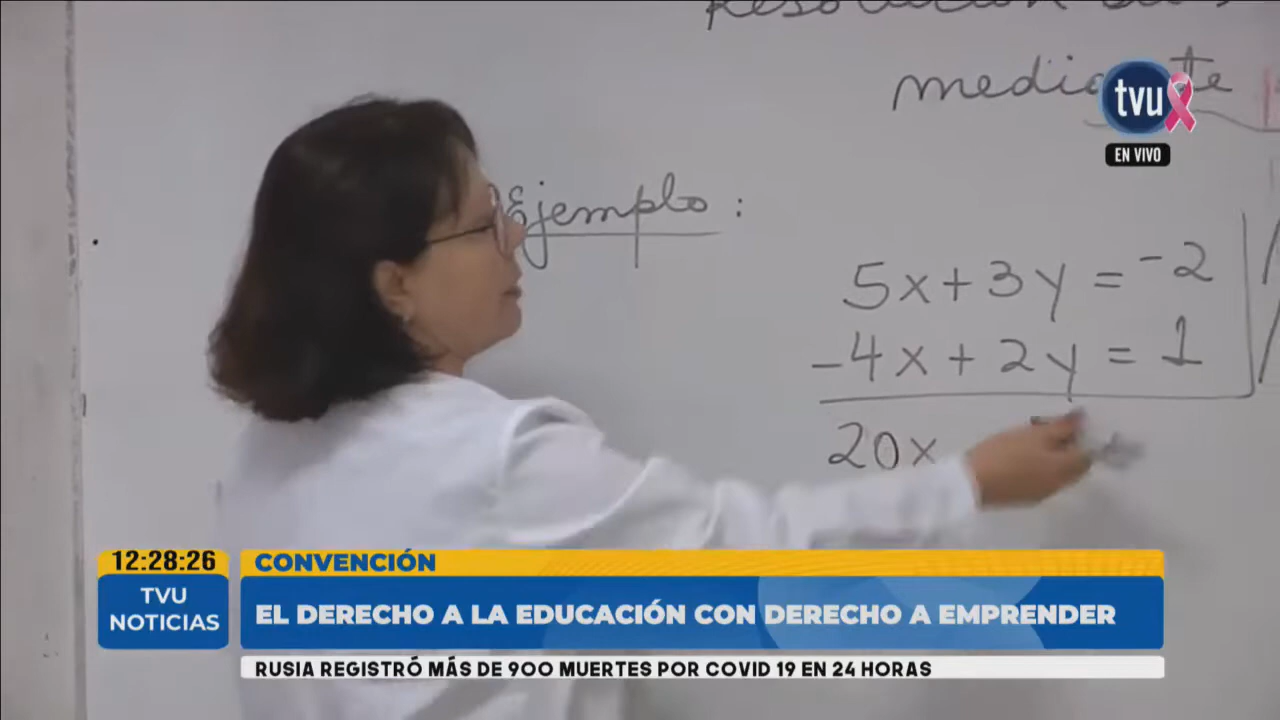 mediante
tvu
EN VIVO
Ejemplo:
5x+3y=-2
-4x+2y=1
20x
12:28:26
CONVENCIÓN
TVU
NOTICIAS
EL DERECHO A LA EDUCACIÓN CON DERECHO A EMPRENDER
RUSIA REGISTRÓ MÁS DE 900 MUERTES POR COVID 19 EN 24 HORAS